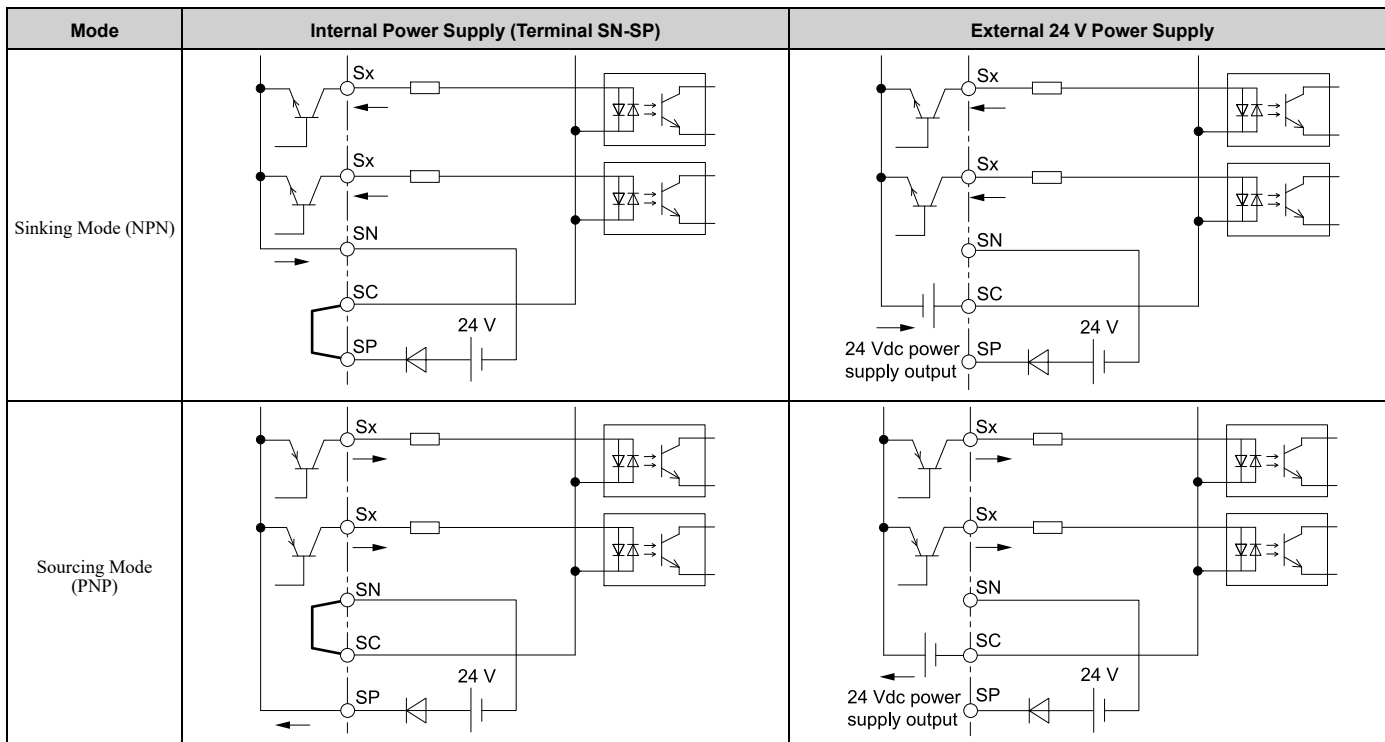 Mode
Internal Power Supply (Terminal SN-SP)
External 24 V Power Supply
Sinking Mode (NPN)
Sx
Sx
SN
SC
24 V
SP
Sx
Sx
SN
SC
24 V
24 Vdc power
supply output
SP
Sourcing Mode
(PNP)
Sx
Sx
SN
SC
24 V
SP
Sx
Sx
SN
SC
24 V
24 Vdc power
supply output
SP